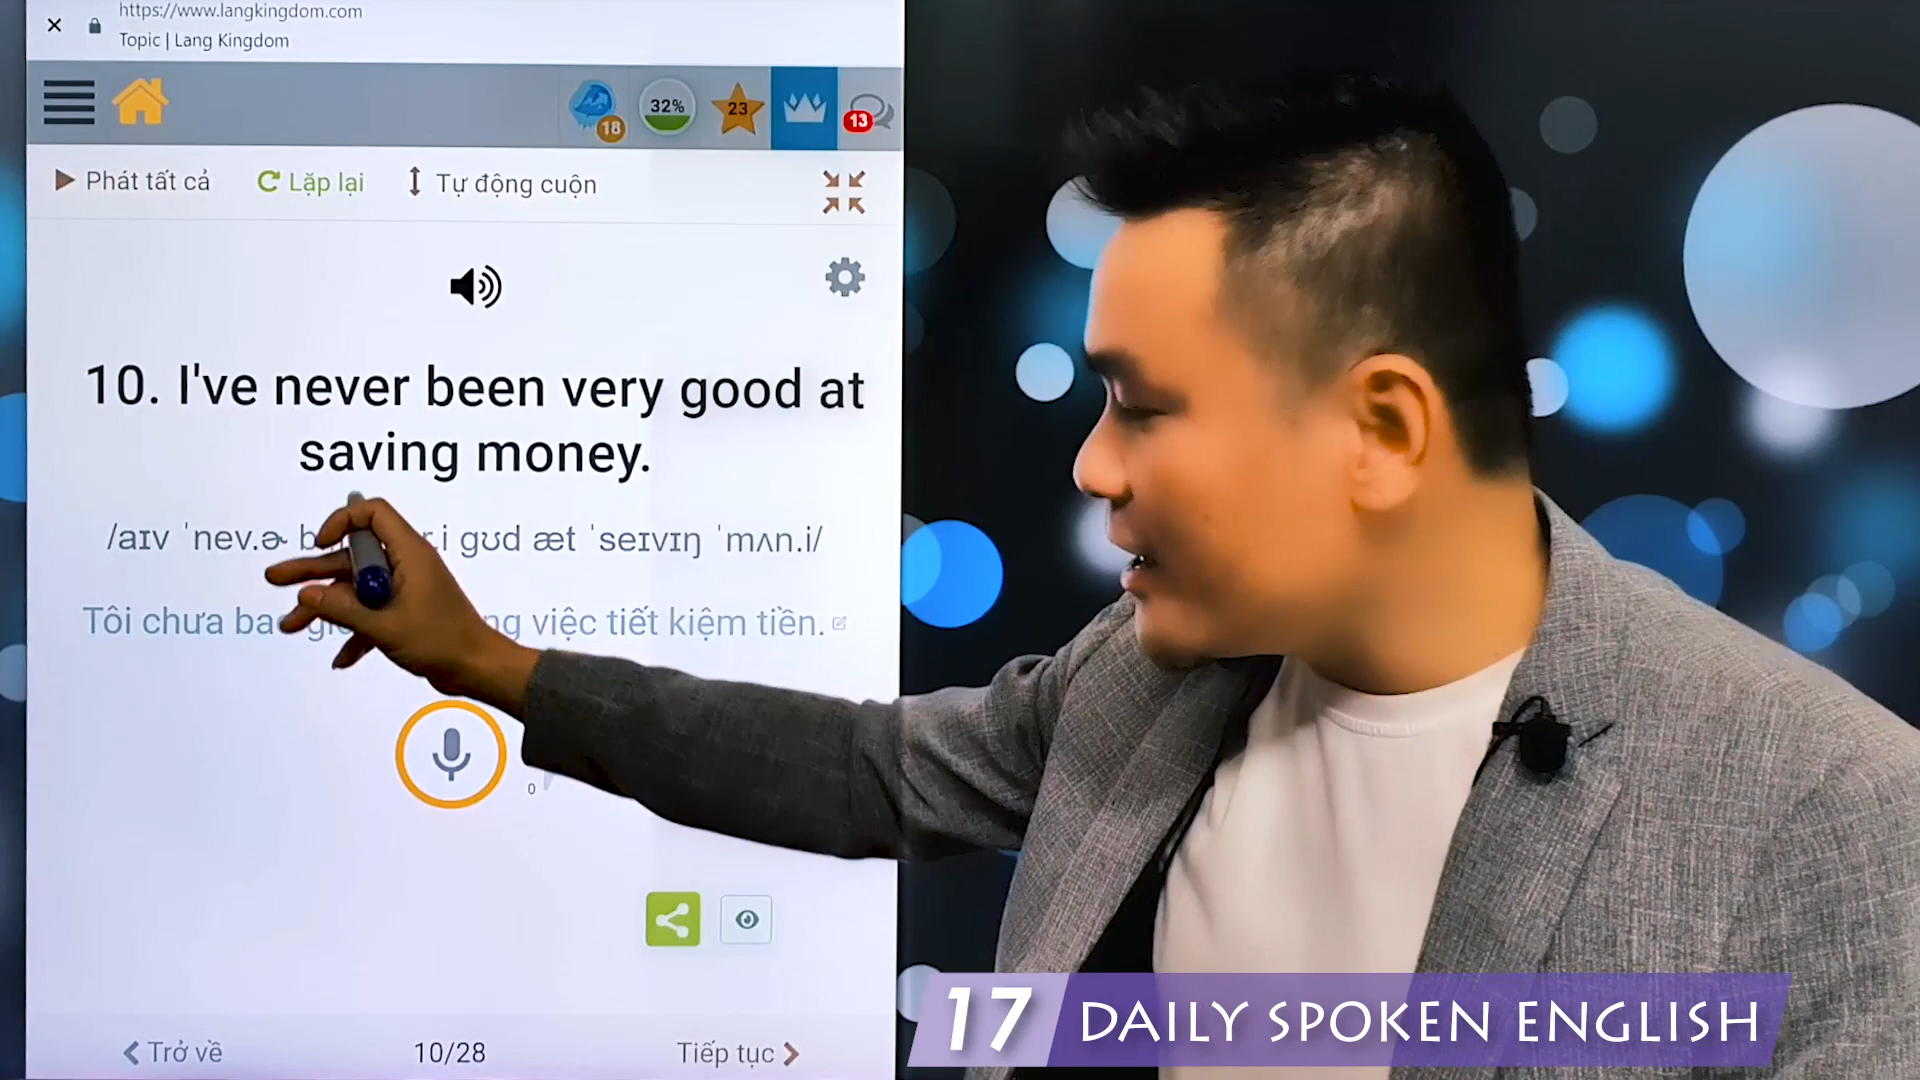 https://www.langkingdom.com
Topic | Lang Kingdom
18
32%
23
13
Phát tất cả
Lặp lại
Tự động cuộn
10. I've never been very good at
saving money.
/aɪv ˈnev.ɚ gʊd æt ˈseɪvɪŋ ˈmʌn.i/
Tôi chưa việc tiết kiệm tiền.
0
Trở về
10/28
Tiếp tục
17 DAILY SPOKEN ENGLISH